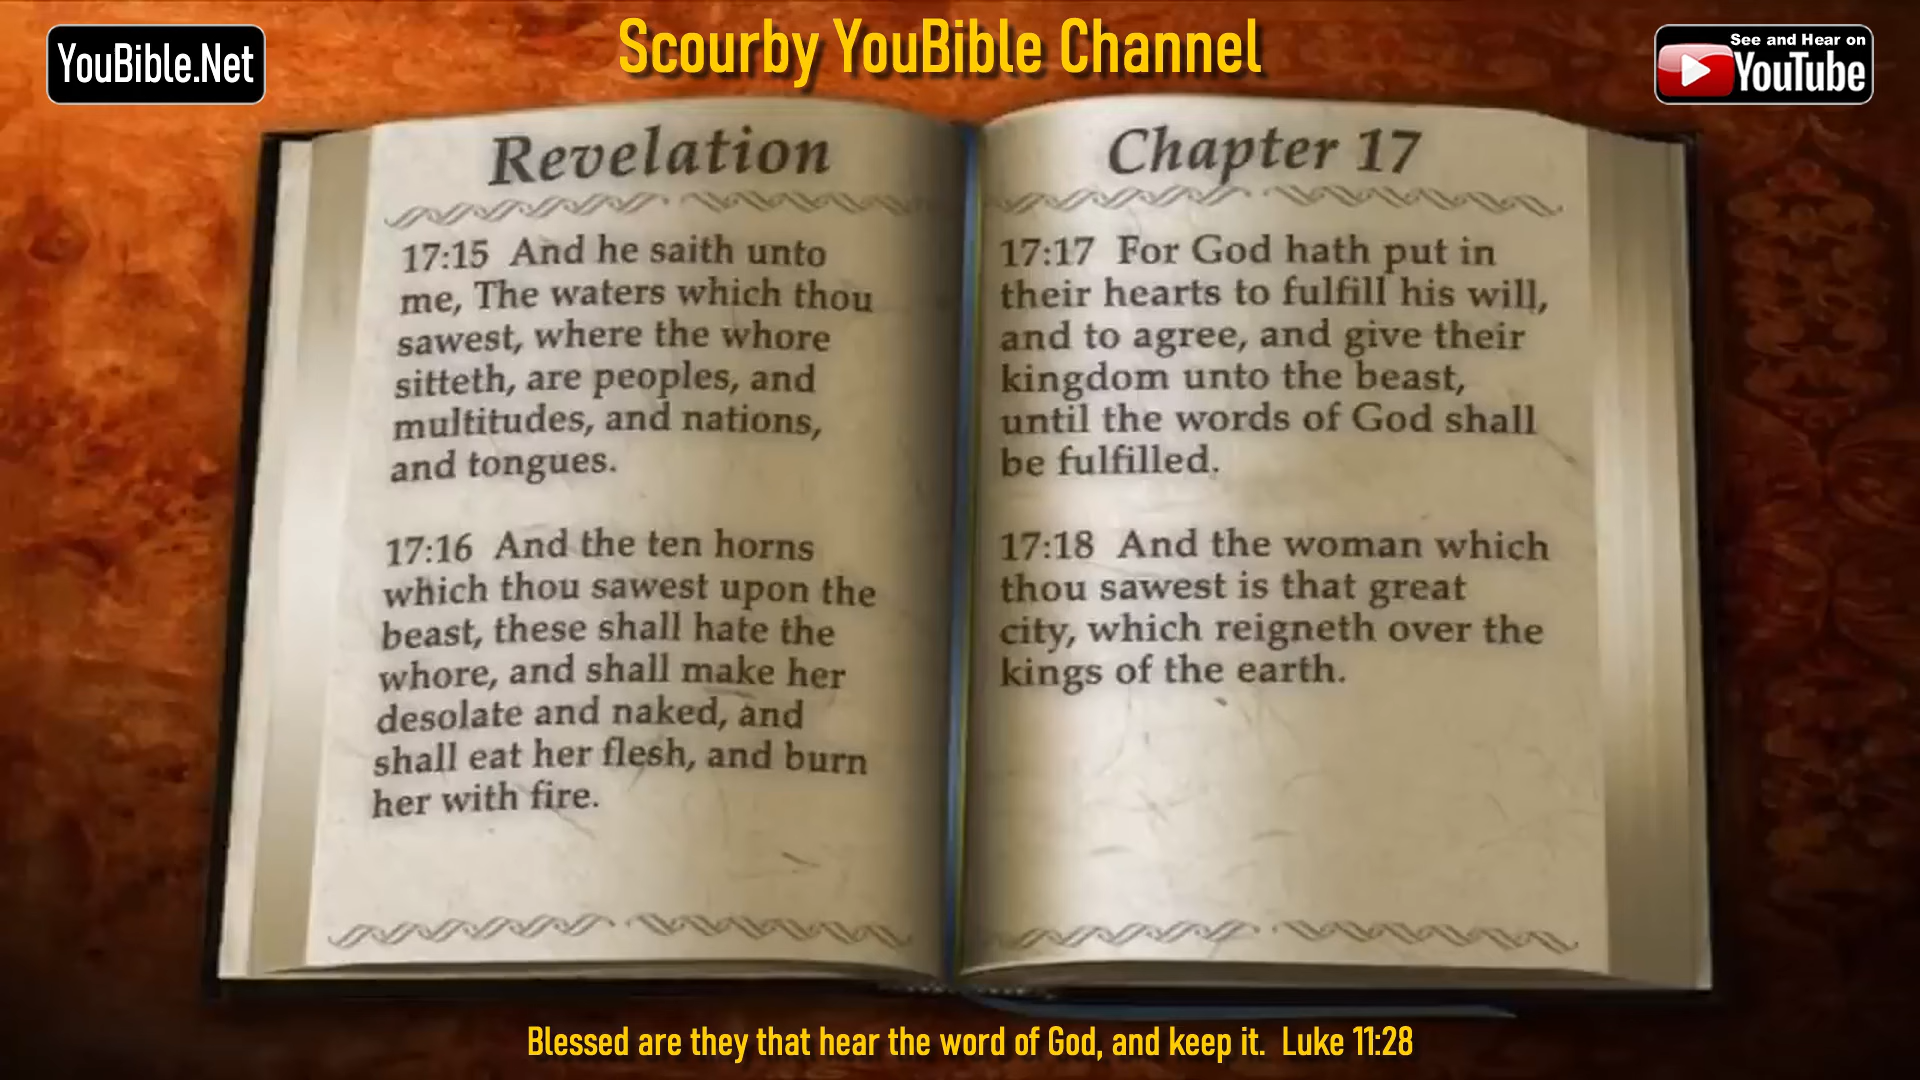 YouBible.Net
Scourby YouBible Channel
See and Hear on
YouTube
Revelation
17:15 And he saith unto
me, The waters which thou
sawest, where the whore
sitteth, are peoples, and
multitudes, and nations,
and tongues.
17:16 And the ten horns
which thou sawest upon the
beast, these shall hate the
whore, and shall make her
desolate and naked, and
shall eat her flesh, and burn
her with fire.
Chapter 17
17:17 For God hath put in
their hearts to fulfill his will,
and to agree, and give their
kingdom unto the beast,
until the words of God shall
be fulfilled.
17:18 And the woman which
thou sawest is that great
city, which reigneth over the
kings of the earth.
Blessed are they that hear the word of God, and keep it. Luke 11:28